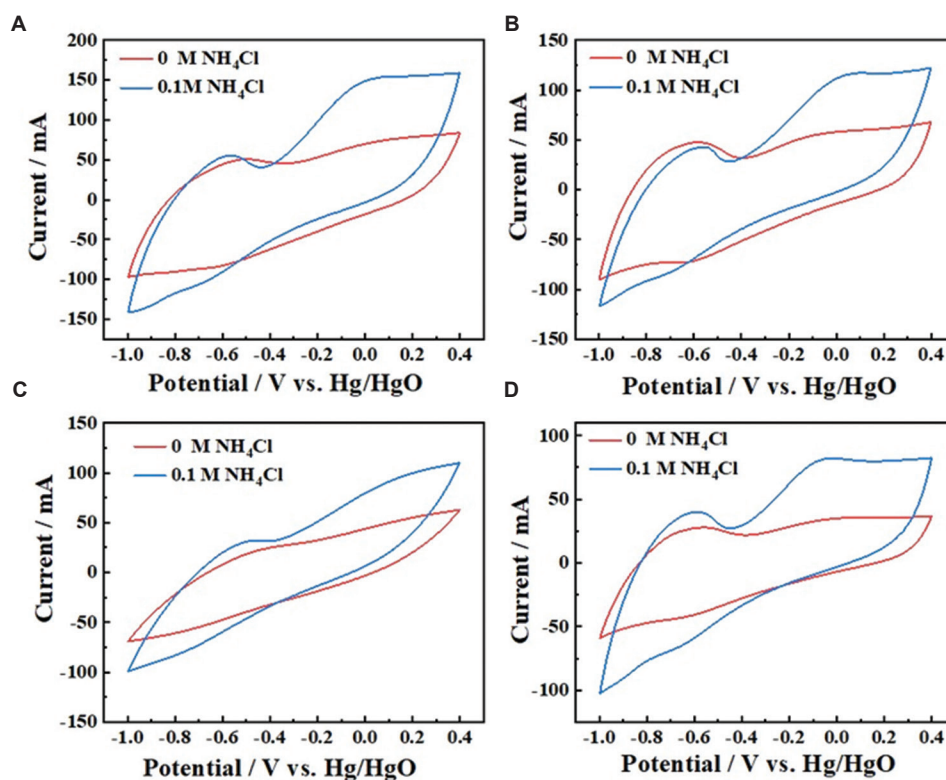 A
200
150
100
50
0
-50
-100
-150
Current / mA
0 M NH₄Cl
0.1M NH₄Cl
-1.0 -0.8 -0.6 -0.4 -0.2 0.0 0.2 0.4
Potential / V vs. Hg/HgO
B
150
100
50
0
-50
-100
-150
Current / mA
0 M NH₄Cl
0.1 M NH₄Cl
-1.0 -0.8 -0.6 -0.4 -0.2 0.0 0.2 0.4
Potential / V vs. Hg/HgO
C
150
100
50
0
-50
-100
-150
Current / mA
0 M NH₄Cl
0.1 M NH₄Cl
-1.0 -0.8 -0.6 -0.4 -0.2 0.0 0.2 0.4
Potential / V vs. Hg/HgO
D
100
50
0
-50
-100
Current / mA
0 M NH₄Cl
0.1 M NH₄Cl
-1.0 -0.8 -0.6 -0.4 -0.2 0.0 0.2 0.4
Potential / V vs. Hg/HgO